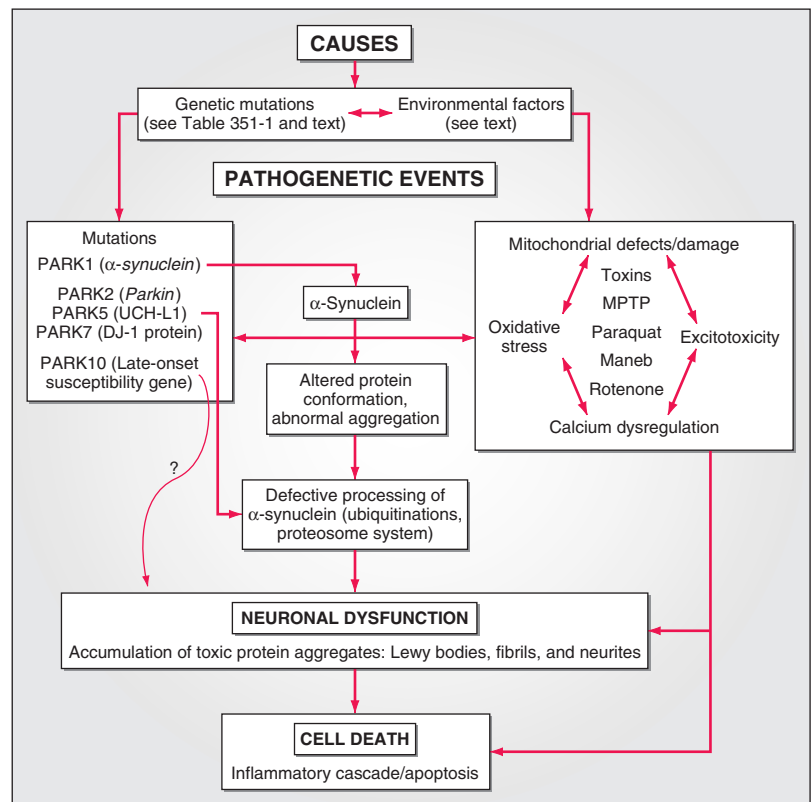 CAUSES
Genetic mutations
(see Table 351-1 and text)
Environmental factors
(see text)
PATHOGENETIC EVENTS
Mutations
PARK1 (α-synuclein)
PARK2 (Parkin)
PARK5 (UCH-L1)
PARK7 (DJ-1 protein)
PARK10 (Late-onset
susceptibility gene)
?
α-Synuclein
Altered protein
conformation,
abnormal aggregation
Defective processing of
α-synuclein (ubiquitinations,
proteosome system)
Mitochondrial defects/damage
Oxidative
stress
Toxins
MPTP
Paraquat
Maneb
Rotenone
Excitotoxicity
Calcium dysregulation
NEURONAL DYSFUNCTION
Accumulation of toxic protein aggregates: Lewy bodies, fibrils, and neurites
CELL DEATH
Inflammatory cascade/apoptosis